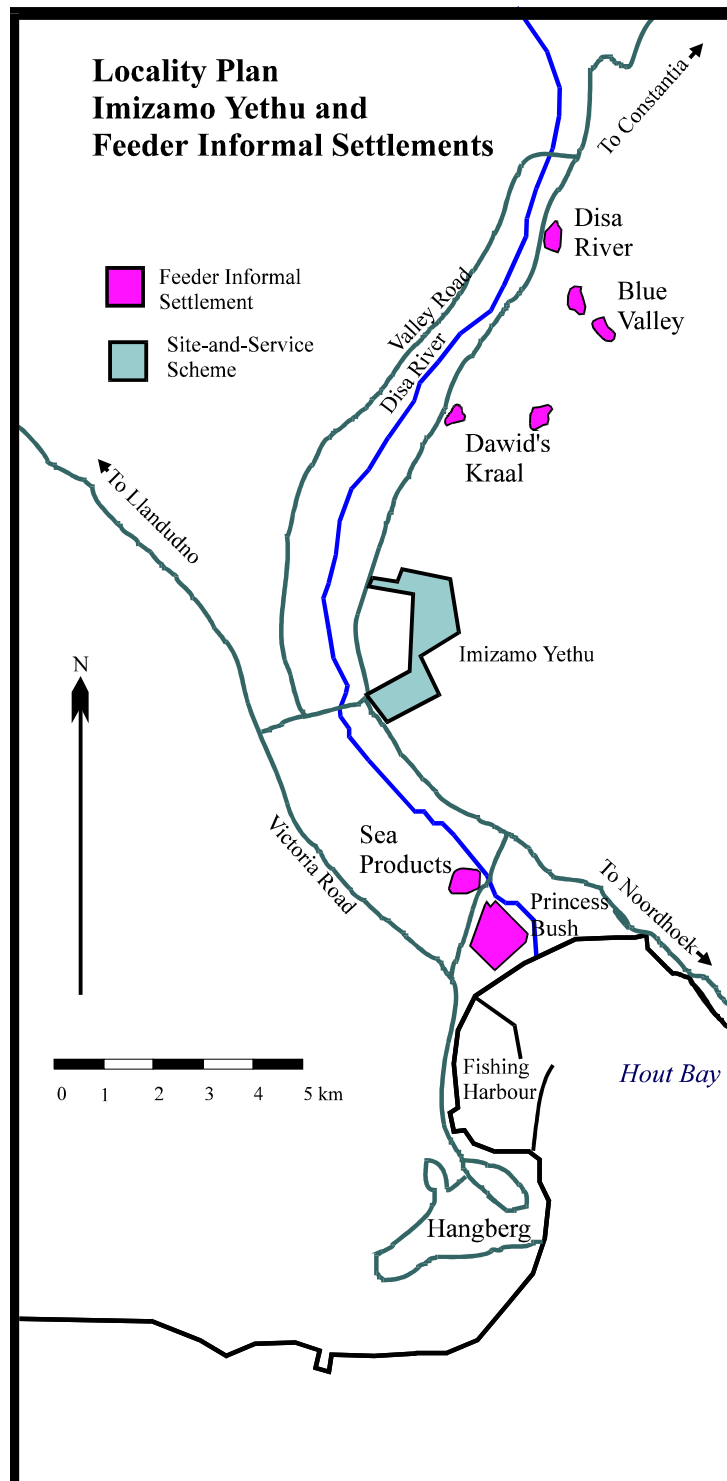 Locality Plan
Imizamo Yethu and
Feeder Informal Settlements
To Constantia
Disa
River
Feeder Informal
Settlement
Blue
Valley
Site-and-Service
Scheme
Valley Road
Disa River
Dawid's
Kraal
To Llandudno
Imizamo Yethu
N
Sea
Products
Victoria Road
Princess
Bush
To Noordhoek
Fishing
Harbour
Hout Bay
0 1 2 3 4 5 km
Hangberg